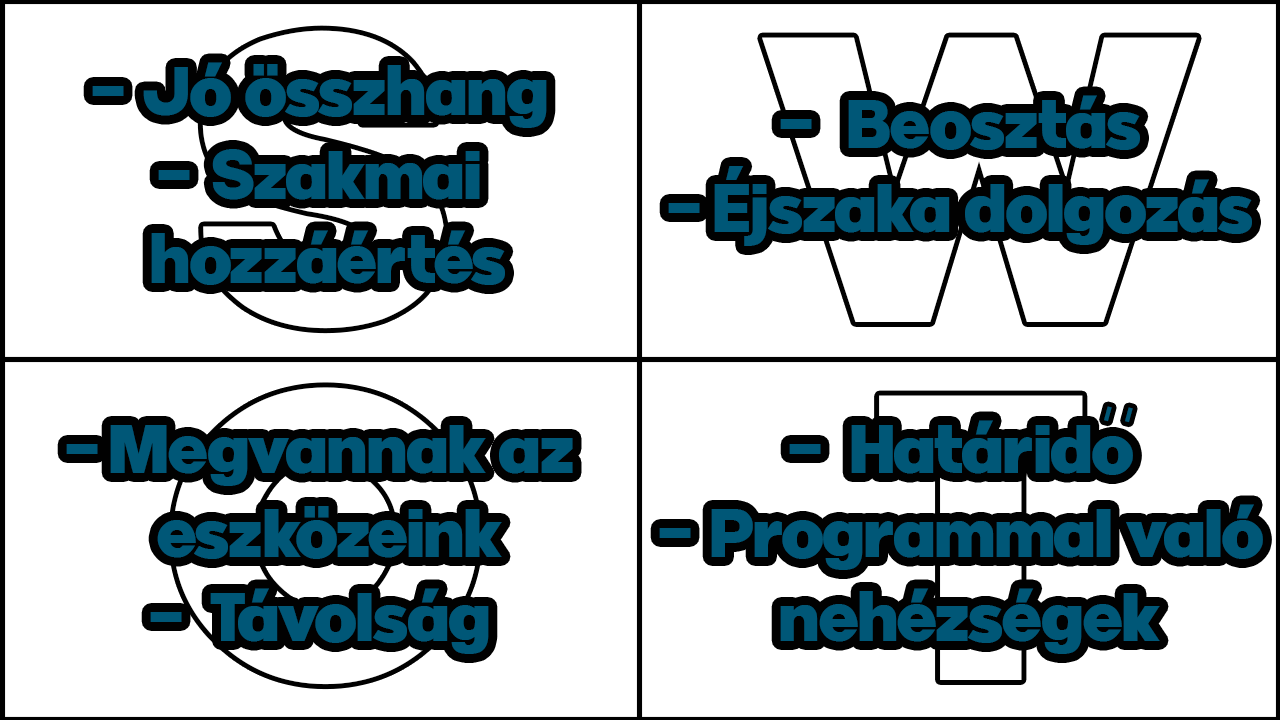 S
– Jó összhang
– Szakmai
hozzáértés
W
– Beosztás
– Éjszaka dolgozás
O
– Megvannak az
eszközeink
– Távolság
T
– Határidő
– Programmal való
nehézségek